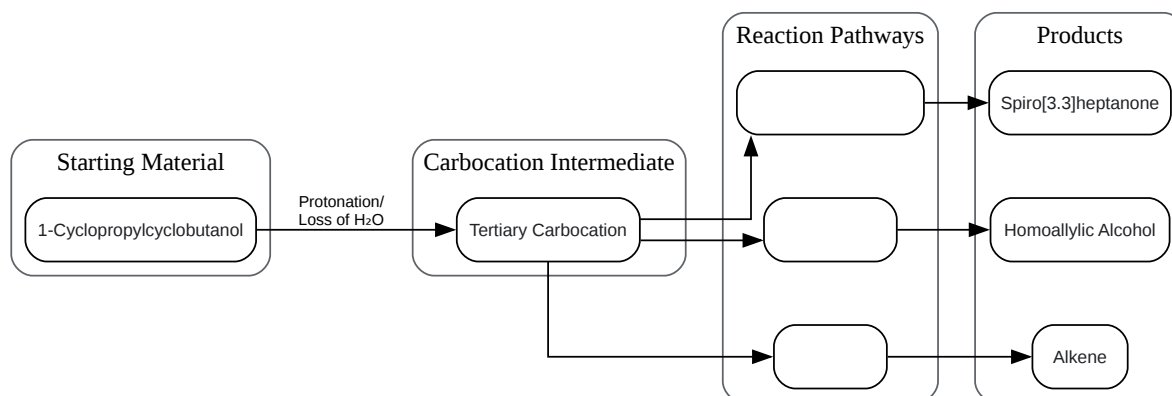 Reaction Pathways
Products
Spiro[3.3]heptanone
Starting Material
Carbocation Intermediate
Protonation/
Loss of H₂O
1-Cyclopropylcyclobutanol
Tertiary Carbocation
Homoallylic Alcohol
Alkene